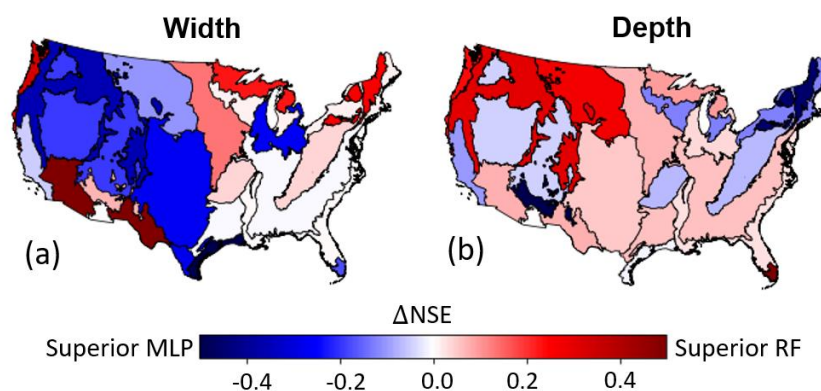 Width Depth
(a) (b)
ΔNSE
Superior MLP Superior RF
-0.4 -0.2 0.0 0.2 0.4